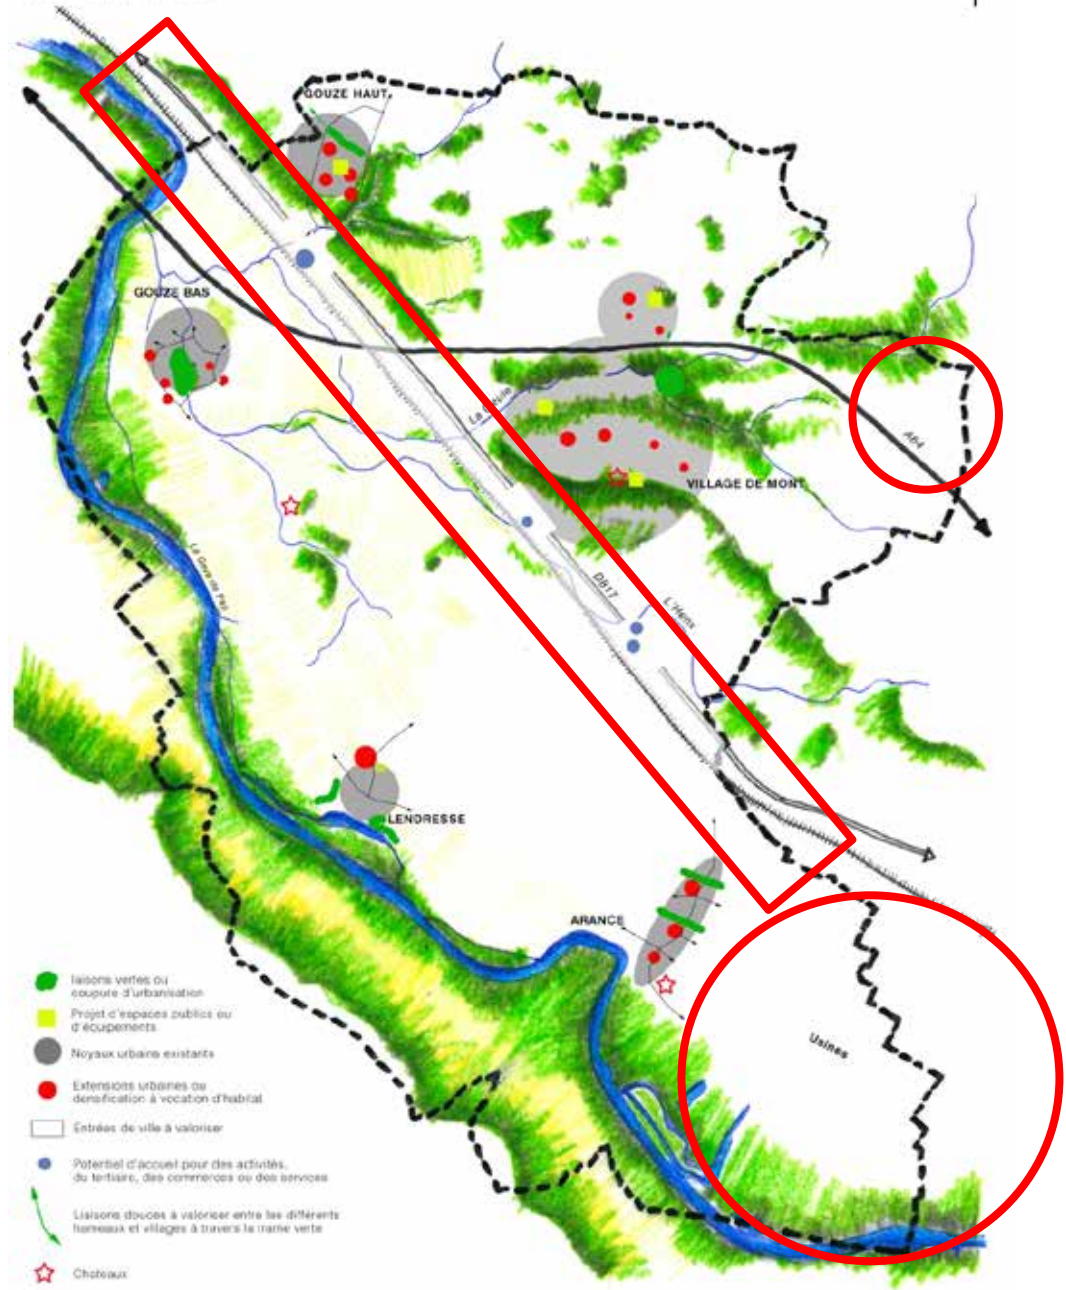 GOUZE HAUT
GOUZE BAS
La Geüle
A64
VILLAGE DE MONT
Le Gave de Pau
D817
L'Henx
LENDRESSE
ARANCE
Usines
liaisons vertes ou
coupure d'urbanisation
Projet d'espaces publics ou
d'équipements
Noyaux urbains existants
Extensions urbaines ou
densification à vocation d'habitat
Entrées de ville à valoriser
Potentiel d'accueil pour des activités,
du tertiaire, des commerces ou des services
Liaisons douces à valoriser entre les différents
hameaux et villages à travers la trame verte
Chateaux